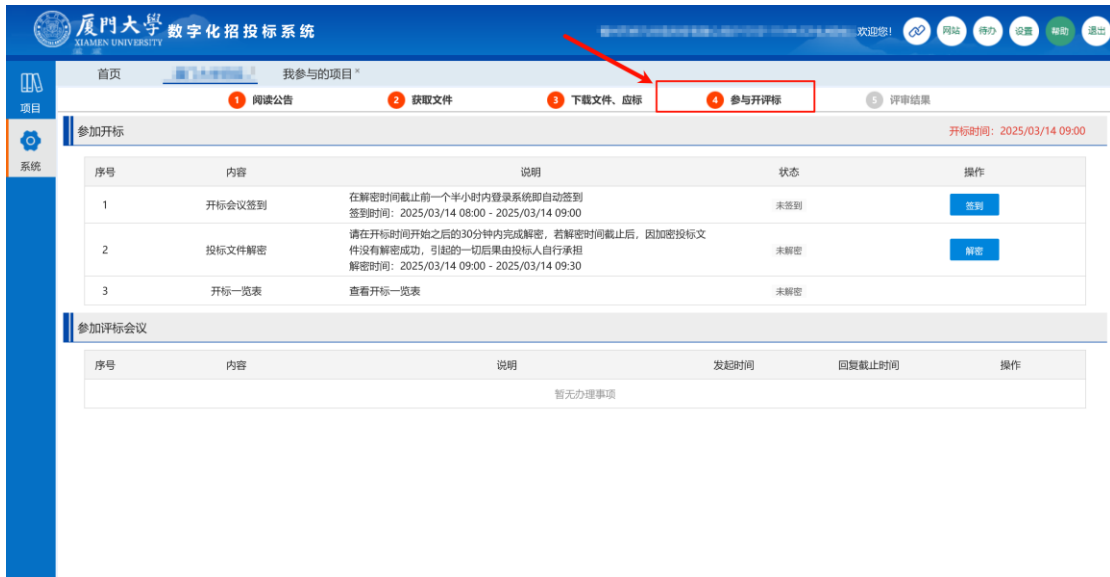 厦門大學 数字化招投标系统 欢迎您! 网站 待办 设置 帮助 退出
XIAMEN UNIVERSITY
项目
系统
首页 我参与的项目 ×
1 阅读公告 2 获取文件 3 下载文件、应标 4 参与开评标 5 评审结果
参加开标 开标时间：2025/03/14 09:00
序号 内容 说明 状态 操作
1 开标会议签到 在解密时间截止前一个半小时内登录系统即自动签到 未签到 签到
签到时间：2025/03/14 08:00 - 2025/03/14 09:00
2 投标文件解密 请在开标时间开始之后的30分钟内完成解密，若解密时间截止后，因加密投标文 未解密 解密
件没有解密成功，引起的一切后果由投标人自行承担
解密时间：2025/03/14 09:00 - 2025/03/14 09:30
3 开标一览表 查看开标一览表 未解密
参加评标会议
序号 内容 说明 发起时间 回复截止时间 操作
暂无办理事项